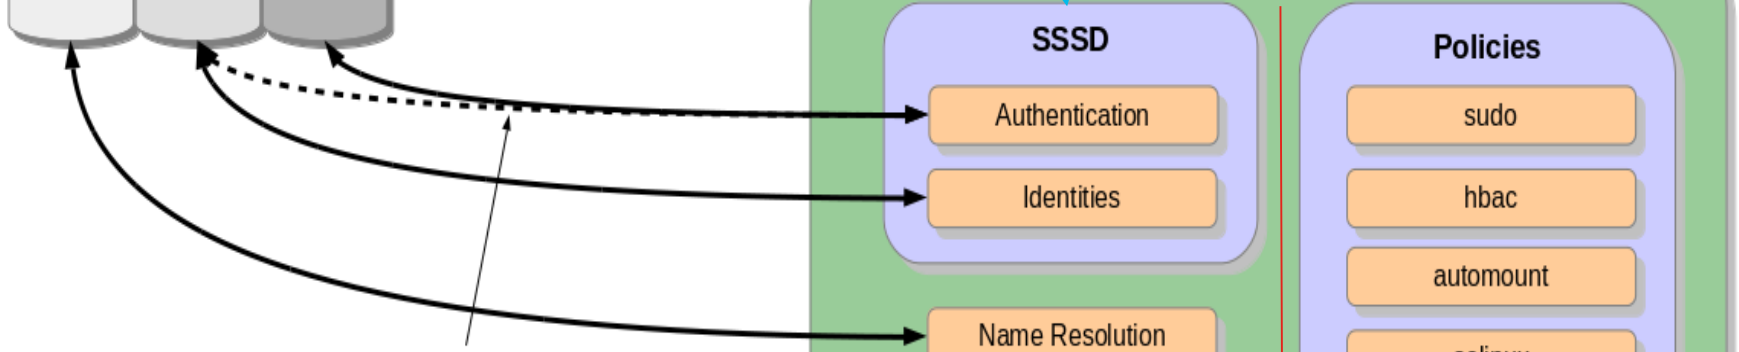 SSSD
Authentication
Identities
Name Resolution
Policies
sudo
hbac
automount